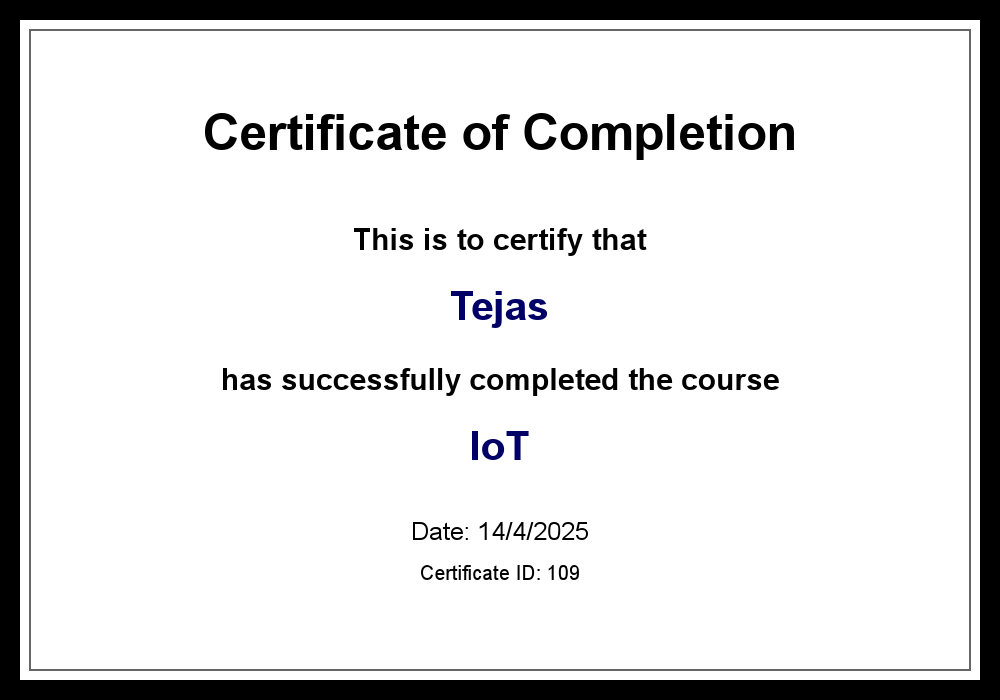 Certificate of Completion
This is to certify that
Tejas
has successfully completed the course
IoT
Date: 14/4/2025
Certificate ID: 109